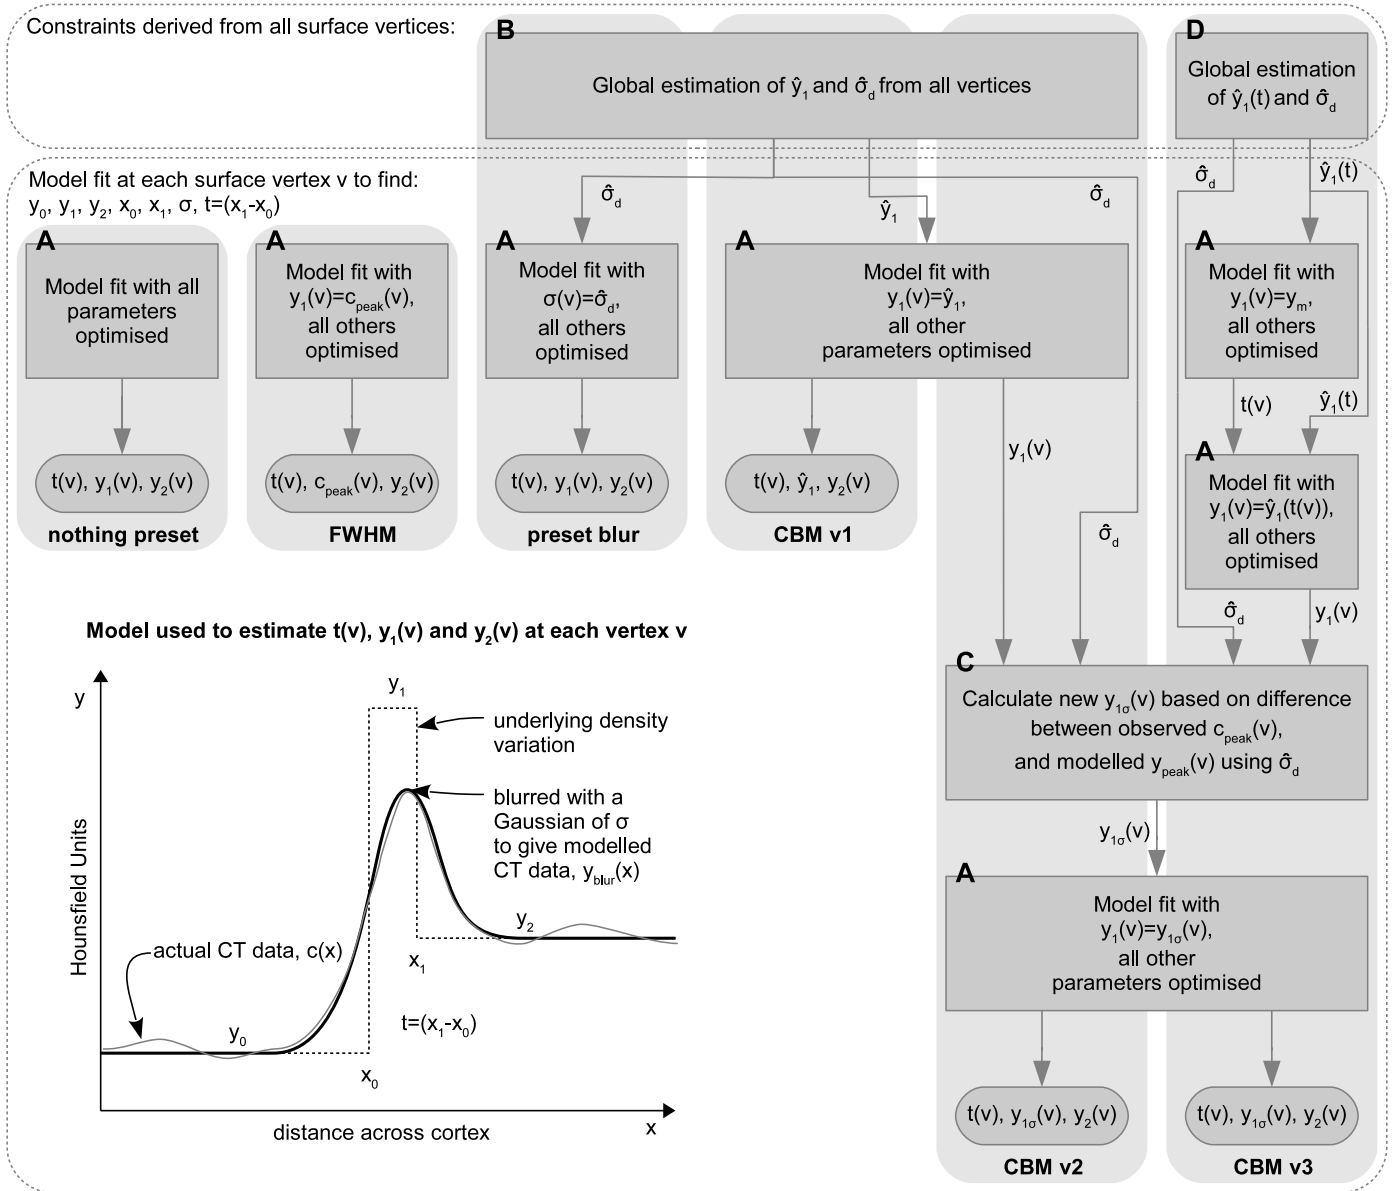 Constraints derived from all surface vertices:
B
Global estimation of ŷ₁ and σ̂d from all vertices
D
Global estimation
of ŷ₁(t) and σ̂d
Model fit at each surface vertex v to find:
y₀, y₁, y₂, x₀, x₁, σ, t=(x₁-x₀)
σ̂d
ŷ₁
σ̂d
σ̂d
ŷ₁(t)
A
Model fit with all
parameters
optimised
t(v), y₁(v), y₂(v)
nothing preset
A
Model fit with
y₁(v)=cpeak(v),
all others
optimised
t(v), cpeak(v), y₂(v)
FWHM
A
Model fit with
σ(v)=σ̂d,
all others
optimised
t(v), y₁(v), y₂(v)
preset blur
A
Model fit with
y₁(v)=ŷ₁,
all other
parameters optimised
t(v), ŷ₁, y₂(v)
CBM v1
y₁(v)
σ̂d
A
Model fit with
y₁(v)=yₘ,
all others
optimised
t(v)
ŷ₁(t)
A
Model fit with
y₁(v)=ŷ₁(t(v)),
all others
optimised
σ̂d
y₁(v)
C
Calculate new y1σ(v) based on difference
between observed cpeak(v),
and modelled ypeak(v) using σ̂d
y1σ(v)
A
Model fit with
y₁(v)=y1σ(v),
all other
parameters optimised
t(v), y1σ(v), y₂(v)
CBM v2
t(v), y1σ(v), y₂(v)
CBM v3
Model used to estimate t(v), y₁(v) and y₂(v) at each vertex v
y
y₁
underlying density
variation
blurred with a
Gaussian of σ
to give modelled
CT data, yblur(x)
Hounsfield Units
actual CT data, c(x)
y₂
x₁
y₀
t=(x₁-x₀)
x₀
distance across cortex
x